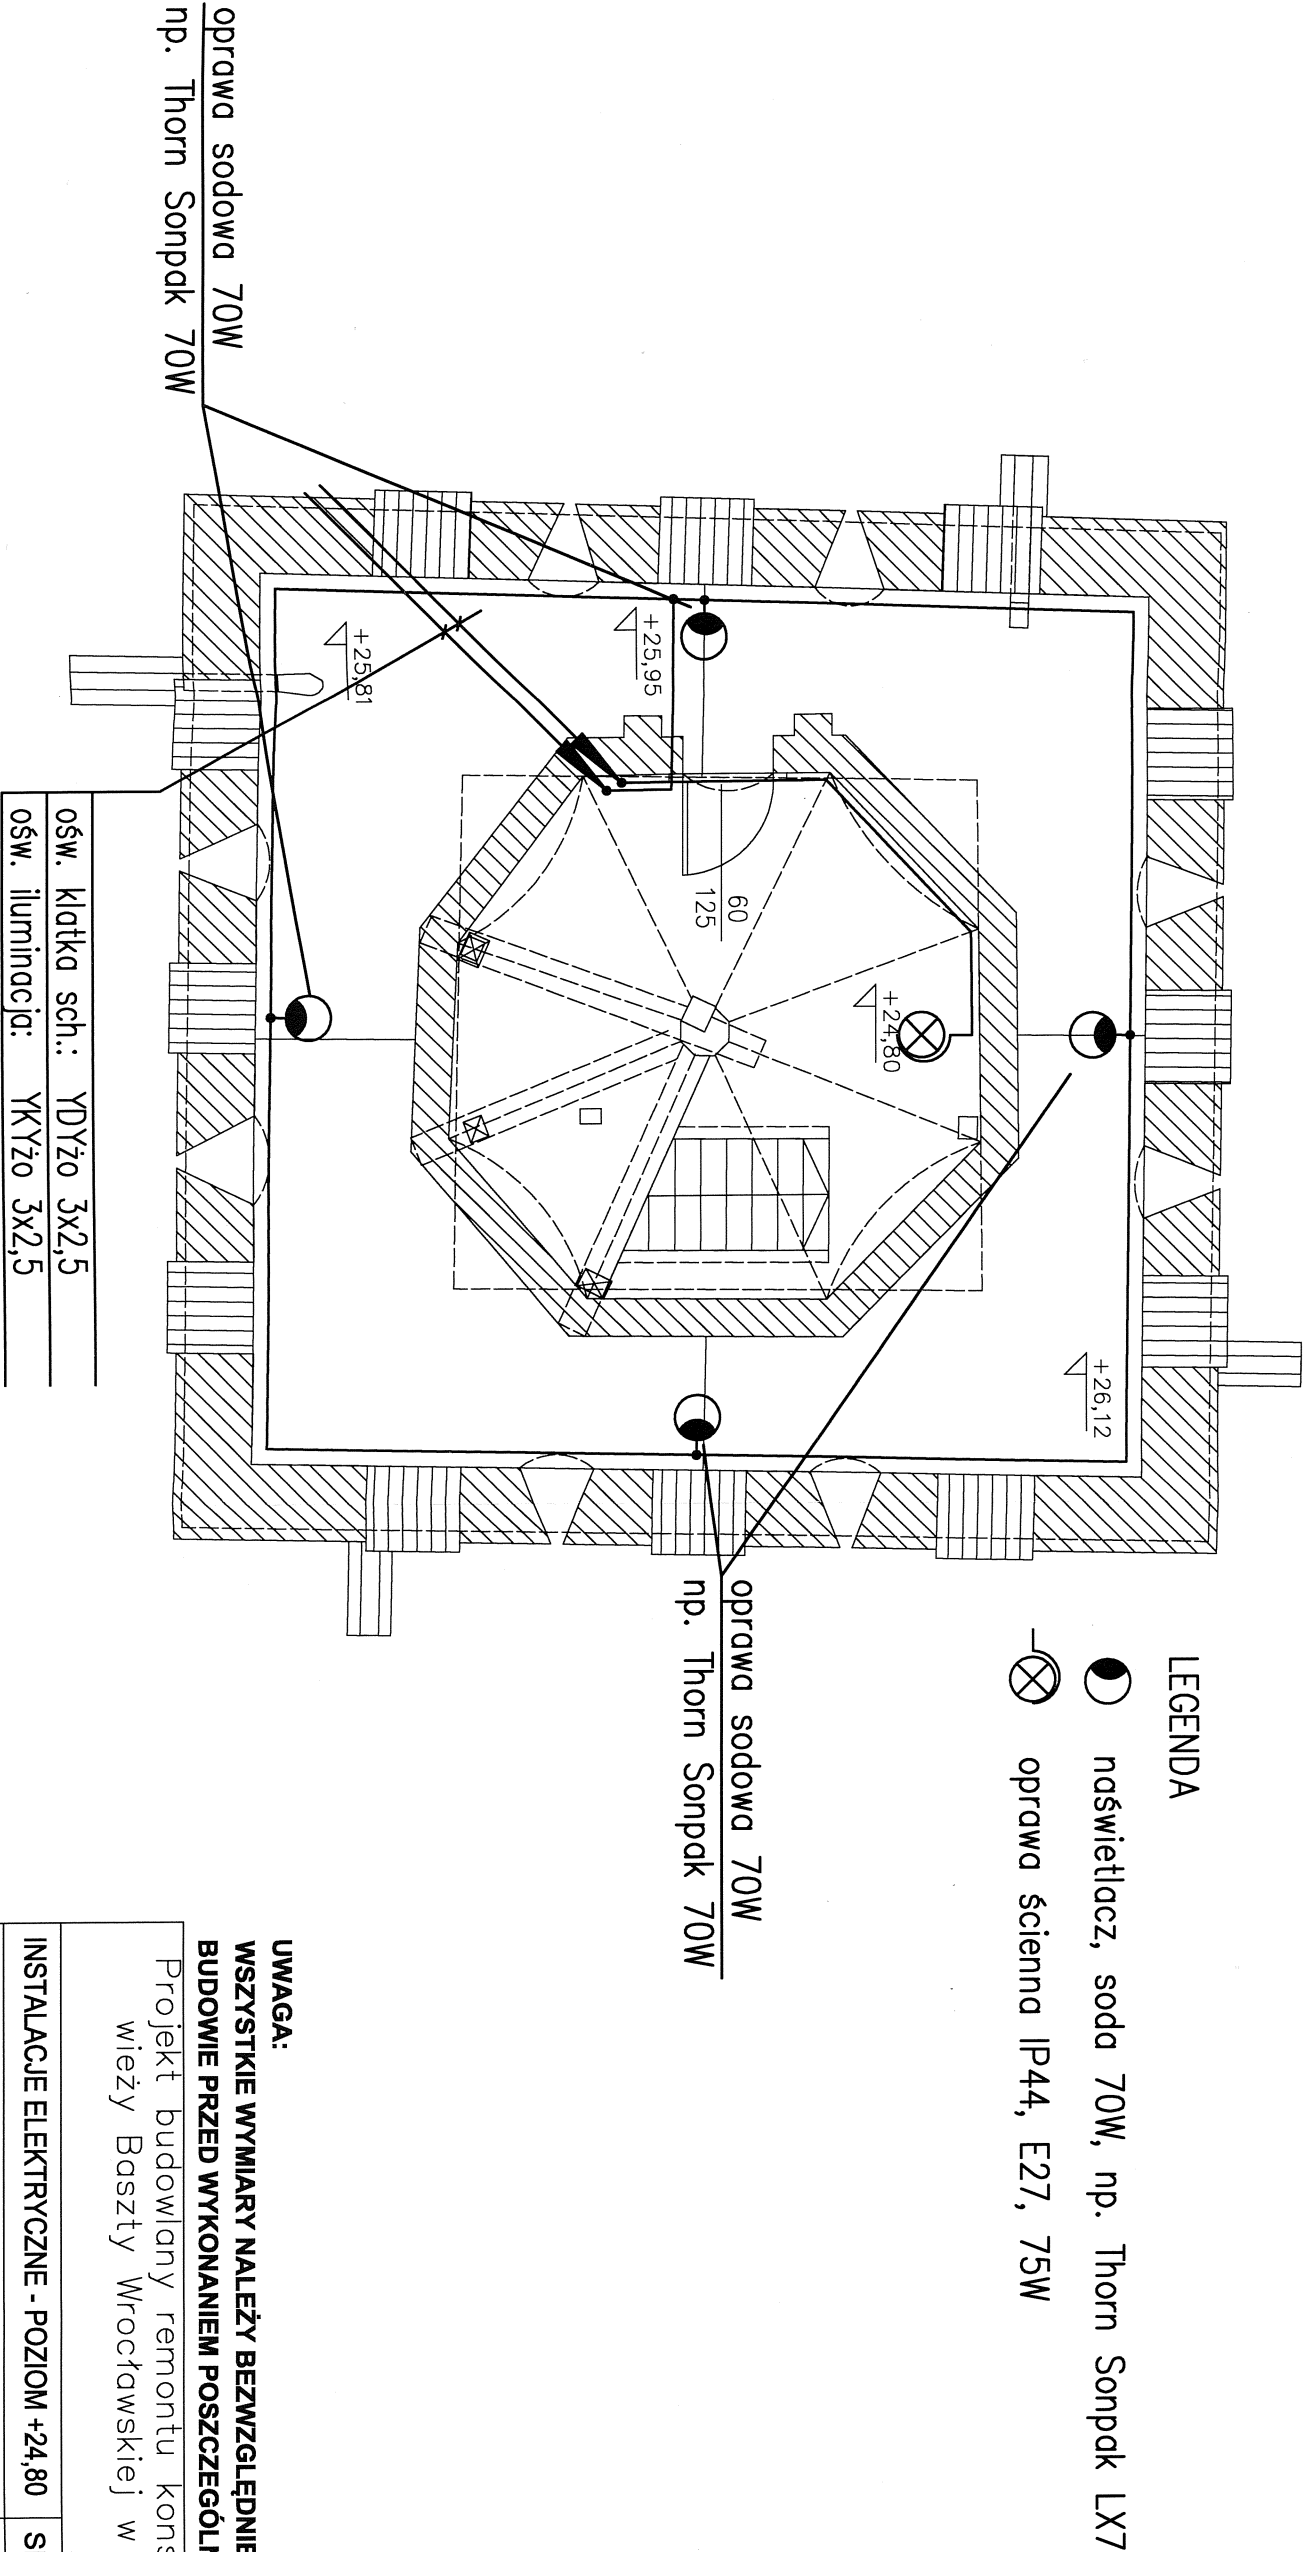 oprawa sodowa 70W
np. Thorn Sonpak 70W
LEGENDA
naświetlacz, soda 70W, np. Thorn Sonpak LX7
oprawa ścienna IP44, E27, 75W
+26,12
+25,95
+25,81
+24,80
60
125
oprawa sodowa 70W
np. Thorn Sonpak 70W
ośw. klatka sch.: YDYżo 3x2,5
ośw. iluminacja: YKYżo 3x2,5
UWAGA:
WSZYSTKIE WYMIARY NALEŻY BEZWZGLĘDNIE
BUDOWIE PRZED WYKONANIEM POSZCZEGÓL
Projekt budowlany remontu kons
wieży Baszty Wrocławskiej w
INSTALACJE ELEKTRYCZNE - POZIOM +24,80